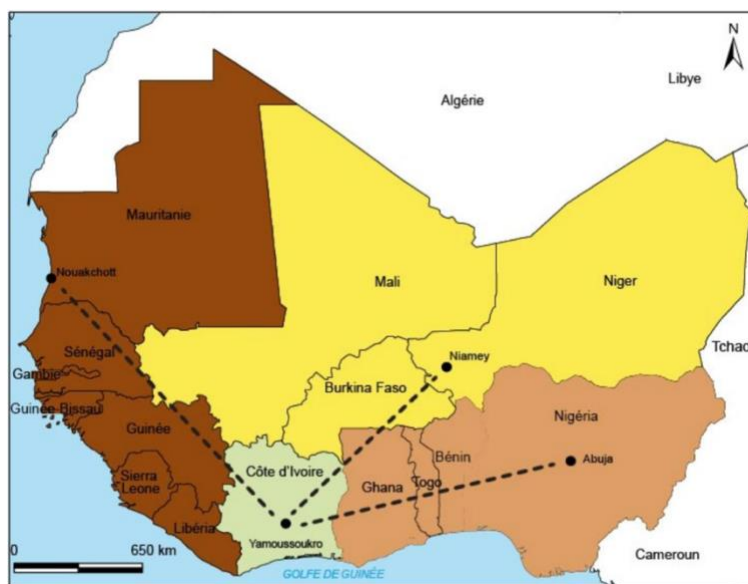 N
Libye
Algérie
Mauritanie
Nouakchott
Mali
Niger
Sénégal
Tchad
Gambie
Niamey
Burkina Faso
Guinée Bissau
Guinée
Nigéria
Bénin
Abuja
Côte d'Ivoire
Sierra
Leone
Ghana
Togo
Libéria
Yamoussoukro
Cameroun
0
650 km
GOLFE DE GUINÉE